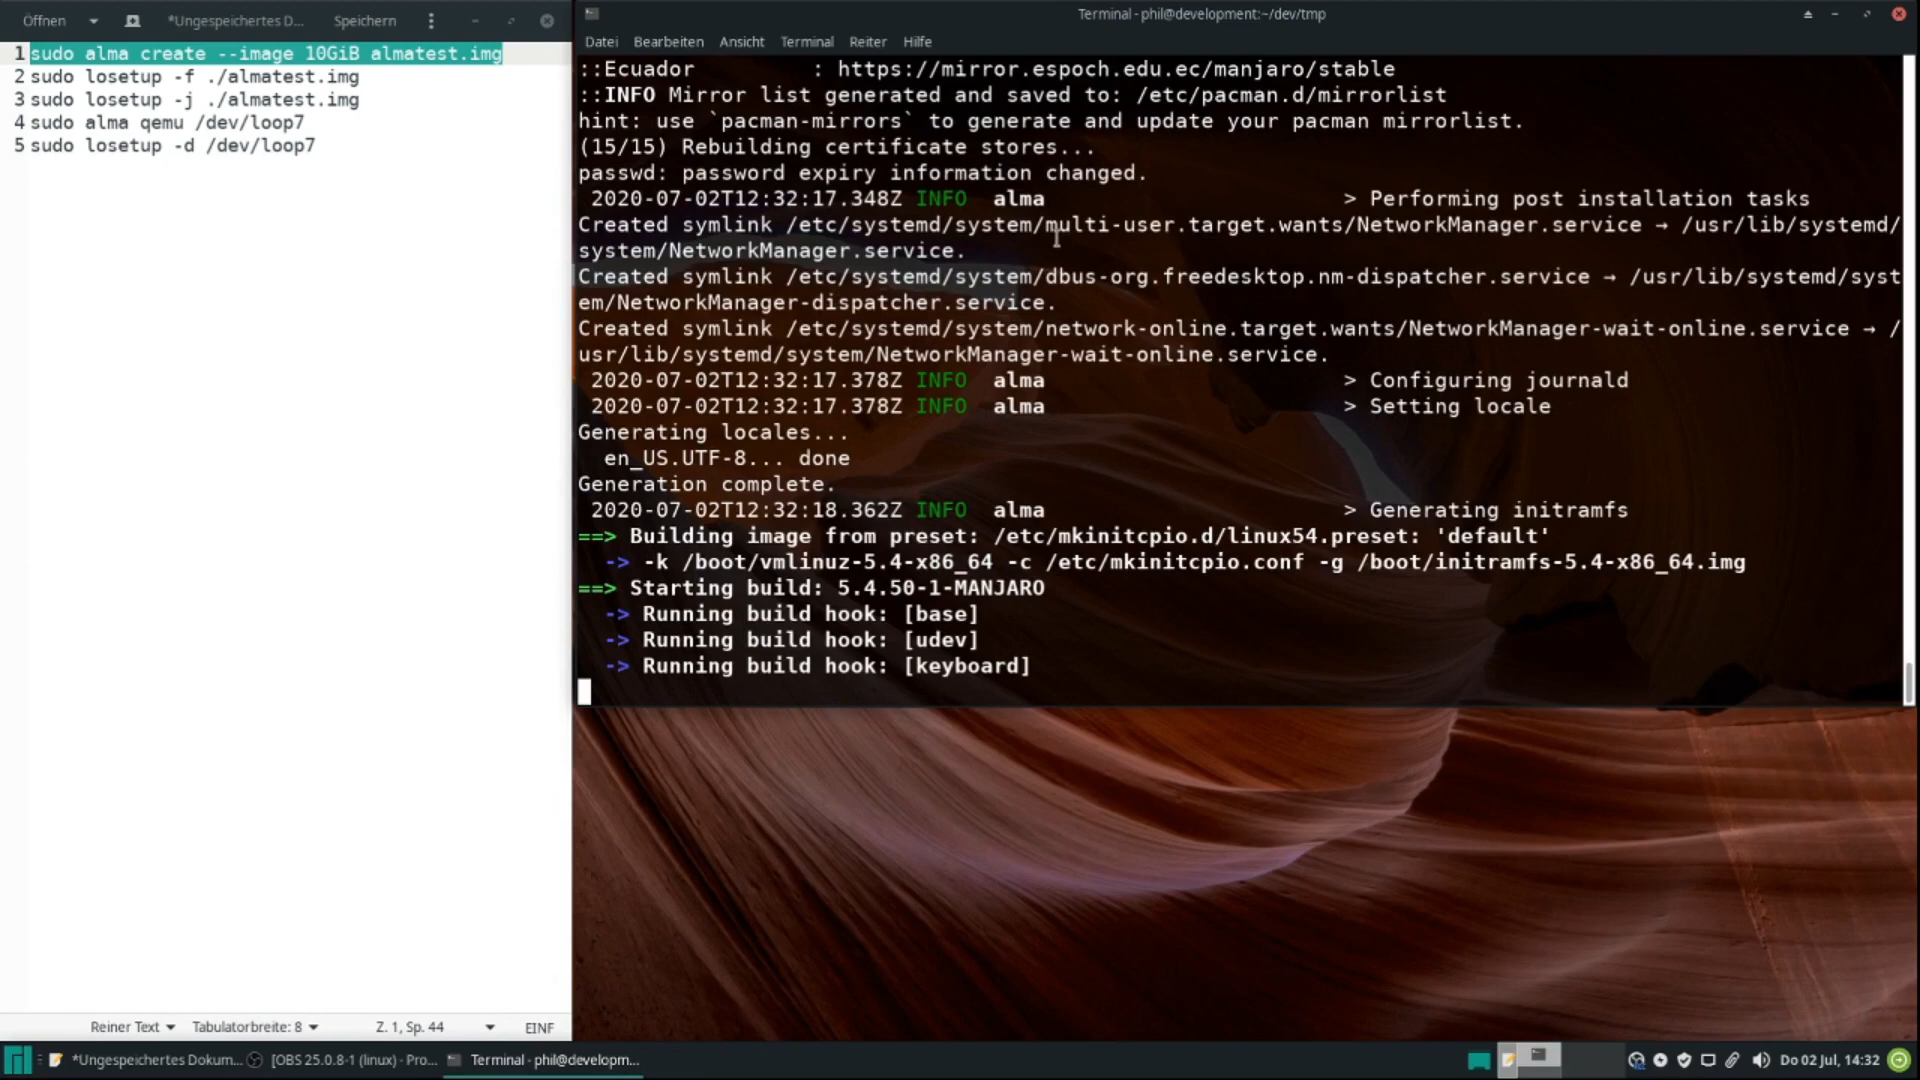 Öffnen
*Ungespeichertes D...
Speichern
1 sudo alma create --image 10GiB almatest.img
2 sudo losetup -f ./almatest.img
3 sudo losetup -j ./almatest.img
4 sudo alma qemu /dev/loop7
5 sudo losetup -d /dev/loop7
Reiner Text
Tabulatorbreite: 8
Z. 1, Sp. 44
EINF
Terminal - phil@development:~/dev/tmp
Datei Bearbeiten Ansicht Terminal Reiter Hilfe
::Ecuador : https://mirror.espoch.edu.ec/manjaro/stable
::INFO Mirror list generated and saved to: /etc/pacman.d/mirrorlist
hint: use `pacman-mirrors` to generate and update your pacman mirrorlist.
(15/15) Rebuilding certificate stores...
passwd: password expiry information changed.
2020-07-02T12:32:17.348Z INFO alma > Performing post installation tasks
Created symlink /etc/systemd/system/multi-user.target.wants/NetworkManager.service → /usr/lib/systemd/
system/NetworkManager.service.
Created symlink /etc/systemd/system/dbus-org.freedesktop.nm-dispatcher.service → /usr/lib/systemd/syst
em/NetworkManager-dispatcher.service.
Created symlink /etc/systemd/system/network-online.target.wants/NetworkManager-wait-online.service → /
usr/lib/systemd/system/NetworkManager-wait-online.service.
2020-07-02T12:32:17.378Z INFO alma > Configuring journald
2020-07-02T12:32:17.378Z INFO alma > Setting locale
Generating locales...
en_US.UTF-8... done
Generation complete.
2020-07-02T12:32:18.362Z INFO alma > Generating initramfs
==> Building image from preset: /etc/mkinitcpio.d/linux54.preset: 'default'
-> -k /boot/vmlinuz-5.4-x86_64 -c /etc/mkinitcpio.conf -g /boot/initramfs-5.4-x86_64.img
==> Starting build: 5.4.50-1-MANJARO
-> Running build hook: [base]
-> Running build hook: [udev]
-> Running build hook: [keyboard]
*Ungespeichertes Dokum...
[OBS 25.0.8-1 (linux) - Pro...
Terminal - phil@developm...
Do 02 Jul, 14:32